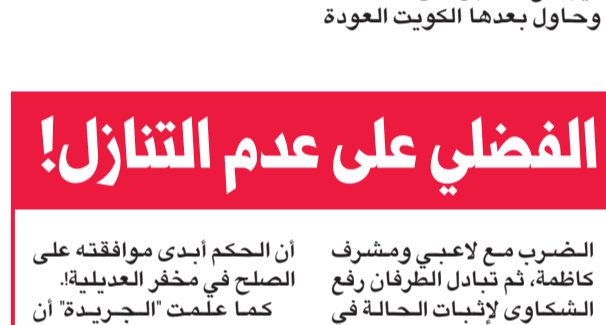 وحاول بعدها الكويت العودة
الفضلي على عدم التنازل!
الضرب مع لاعبي ومشرف
كاظمة، ثم تبادل الطرفان رفع
الشكاوى لإثبات الحالة في
أن الحكم أبدى موافقته على
الصلح في مخفر العديلية!.
كما علمت "الجريدة" أن